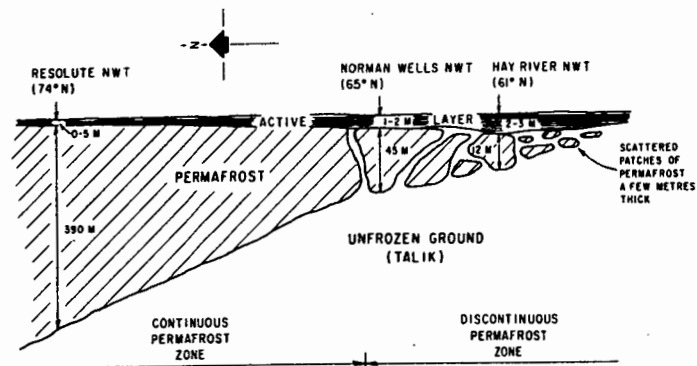 -N-
RESOLUTE NWT
(74°N)
NORMAN WELLS NWT
(65°N)
HAY RIVER NWT
(61°N)
ACTIVE
1-2 M
LAYER
2-3 M
0-5 M
45 M
12 M
SCATTERED
PATCHES OF
PERMAFROST
A FEW METRES
THICK
PERMAFROST
390 M
UNFROZEN GROUND
(TALIK)
CONTINUOUS
PERMAFROST
ZONE
DISCONTINUOUS
PERMAFROST
ZONE